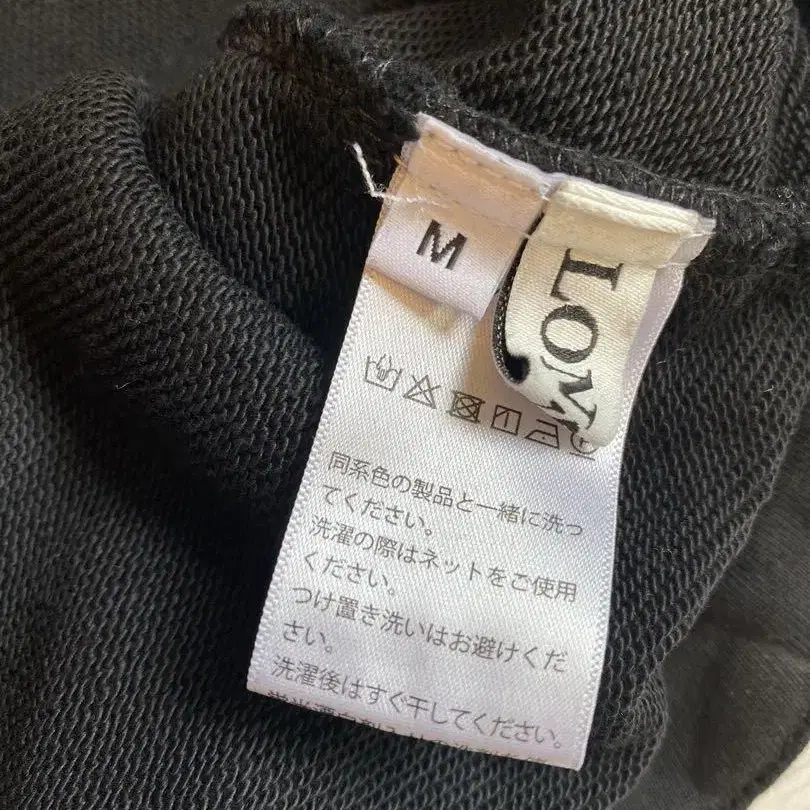 M
LOM
同系色の製品と一緒に洗っ
てください。
洗濯の際はネットをご使用
ください。
つけ置き洗いはお避けくだ
さい。
洗濯後はすぐ干してください。